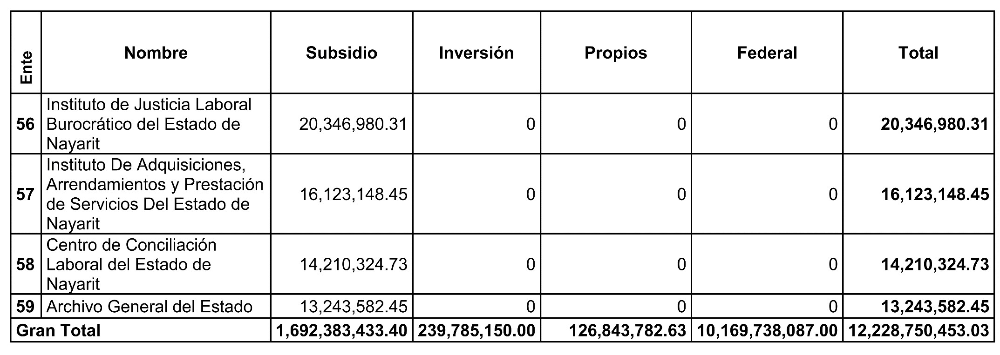 Ente Nombre Subsidio Inversión Propios Federal Total
56 Instituto de Justicia Laboral Burocrático del Estado de Nayarit 20,346,980.31 0 0 0 20,346,980.31
57 Instituto De Adquisiciones, Arrendamientos y Prestación de Servicios Del Estado de Nayarit 16,123,148.45 0 0 0 16,123,148.45
58 Centro de Conciliación Laboral del Estado de Nayarit 14,210,324.73 0 0 0 14,210,324.73
59 Archivo General del Estado 13,243,582.45 0 0 0 13,243,582.45
Gran Total 1,692,383,433.40 239,785,150.00 126,843,782.63 10,169,738,087.00 12,228,750,453.03